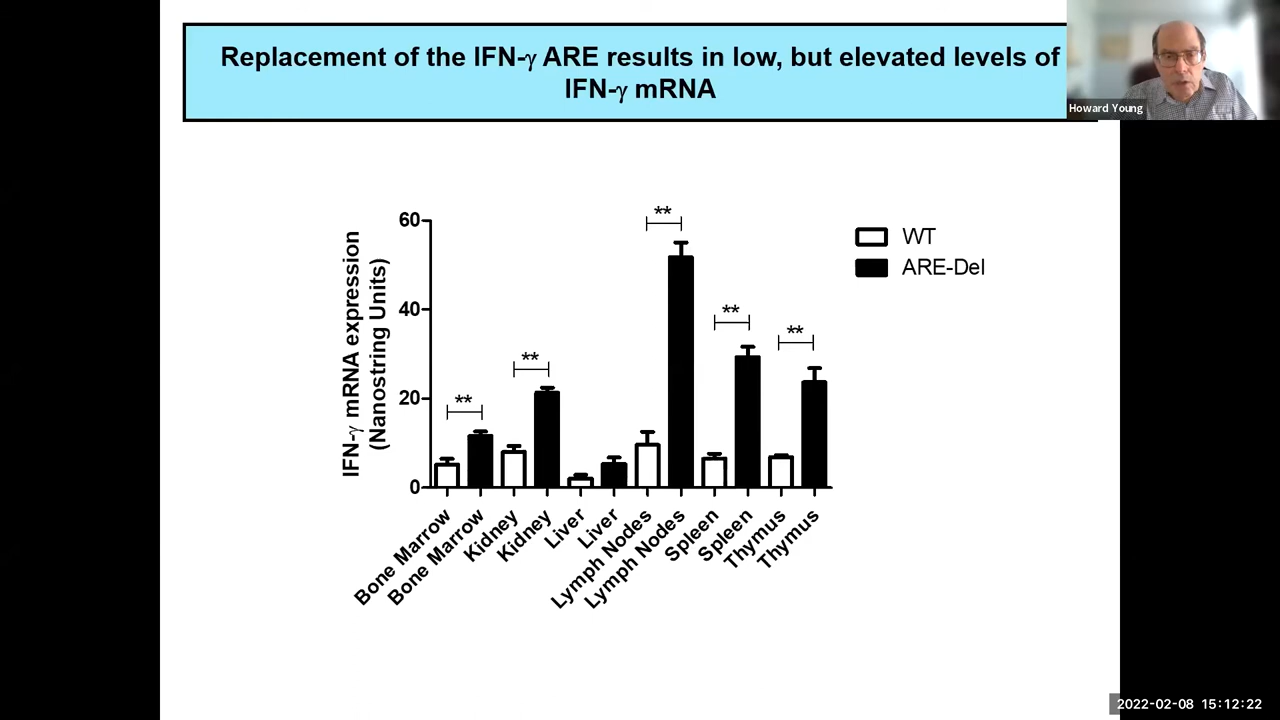 Replacement of the IFN-γ ARE results in low, but elevated levels of
IFN-γ mRNA
Howard Young
IFN-γ mRNA expression
(Nanostring Units)
60
40
20
0
**
**
**
**
**
WT
ARE-Del
Bone Marrow
Bone Marrow
Kidney
Kidney
Liver
Liver
Lymph Nodes
Lymph Nodes
Spleen
Spleen
Thymus
Thymus
2022-02-08 15:12:22